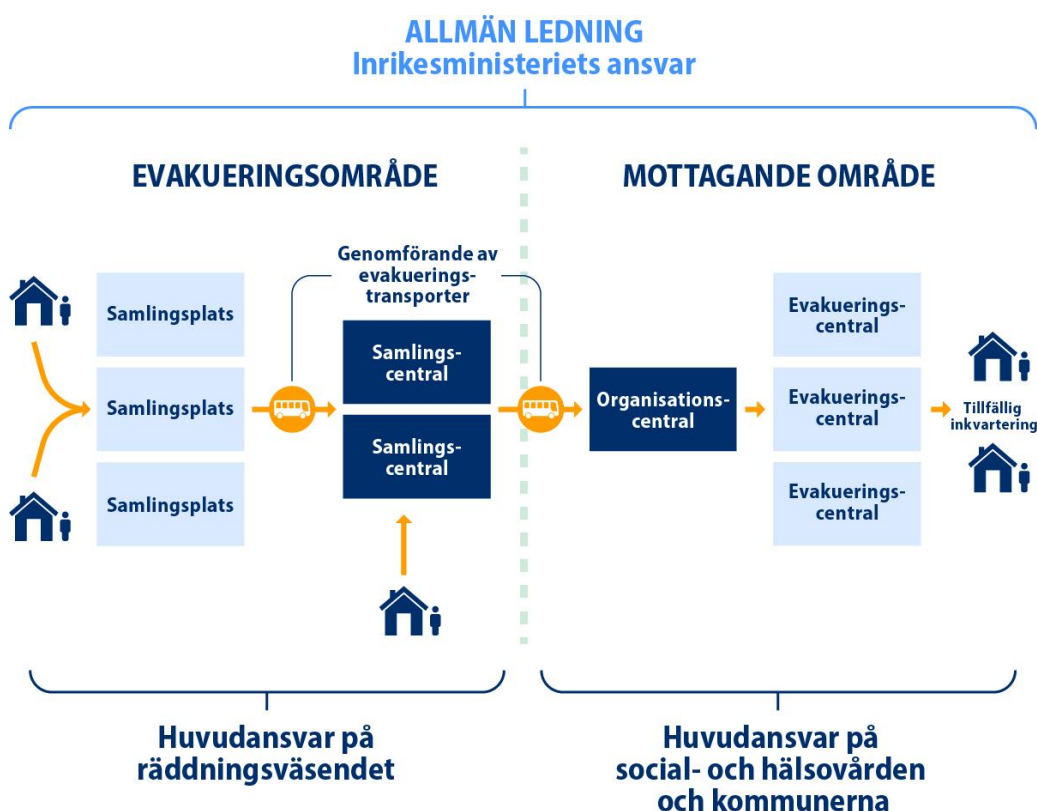 ALLMÄN LEDNING
Inrikesministeriets ansvar
EVAKUERINGSOMRÅDE
MOTTAGANDE OMRÅDE
Genomförande av
evakuerings-
transporter
Samlingsplats
Samlingsplats
Samlingsplats
Samlings-
central
Samlings-
central
Organisations-
central
Evakuerings-
central
Evakuerings-
central
Evakuerings-
central
Tillfällig
inkvartering
Huvudansvar på
räddningsväsendet
Huvudansvar på
social- och hälsovården
och kommunerna